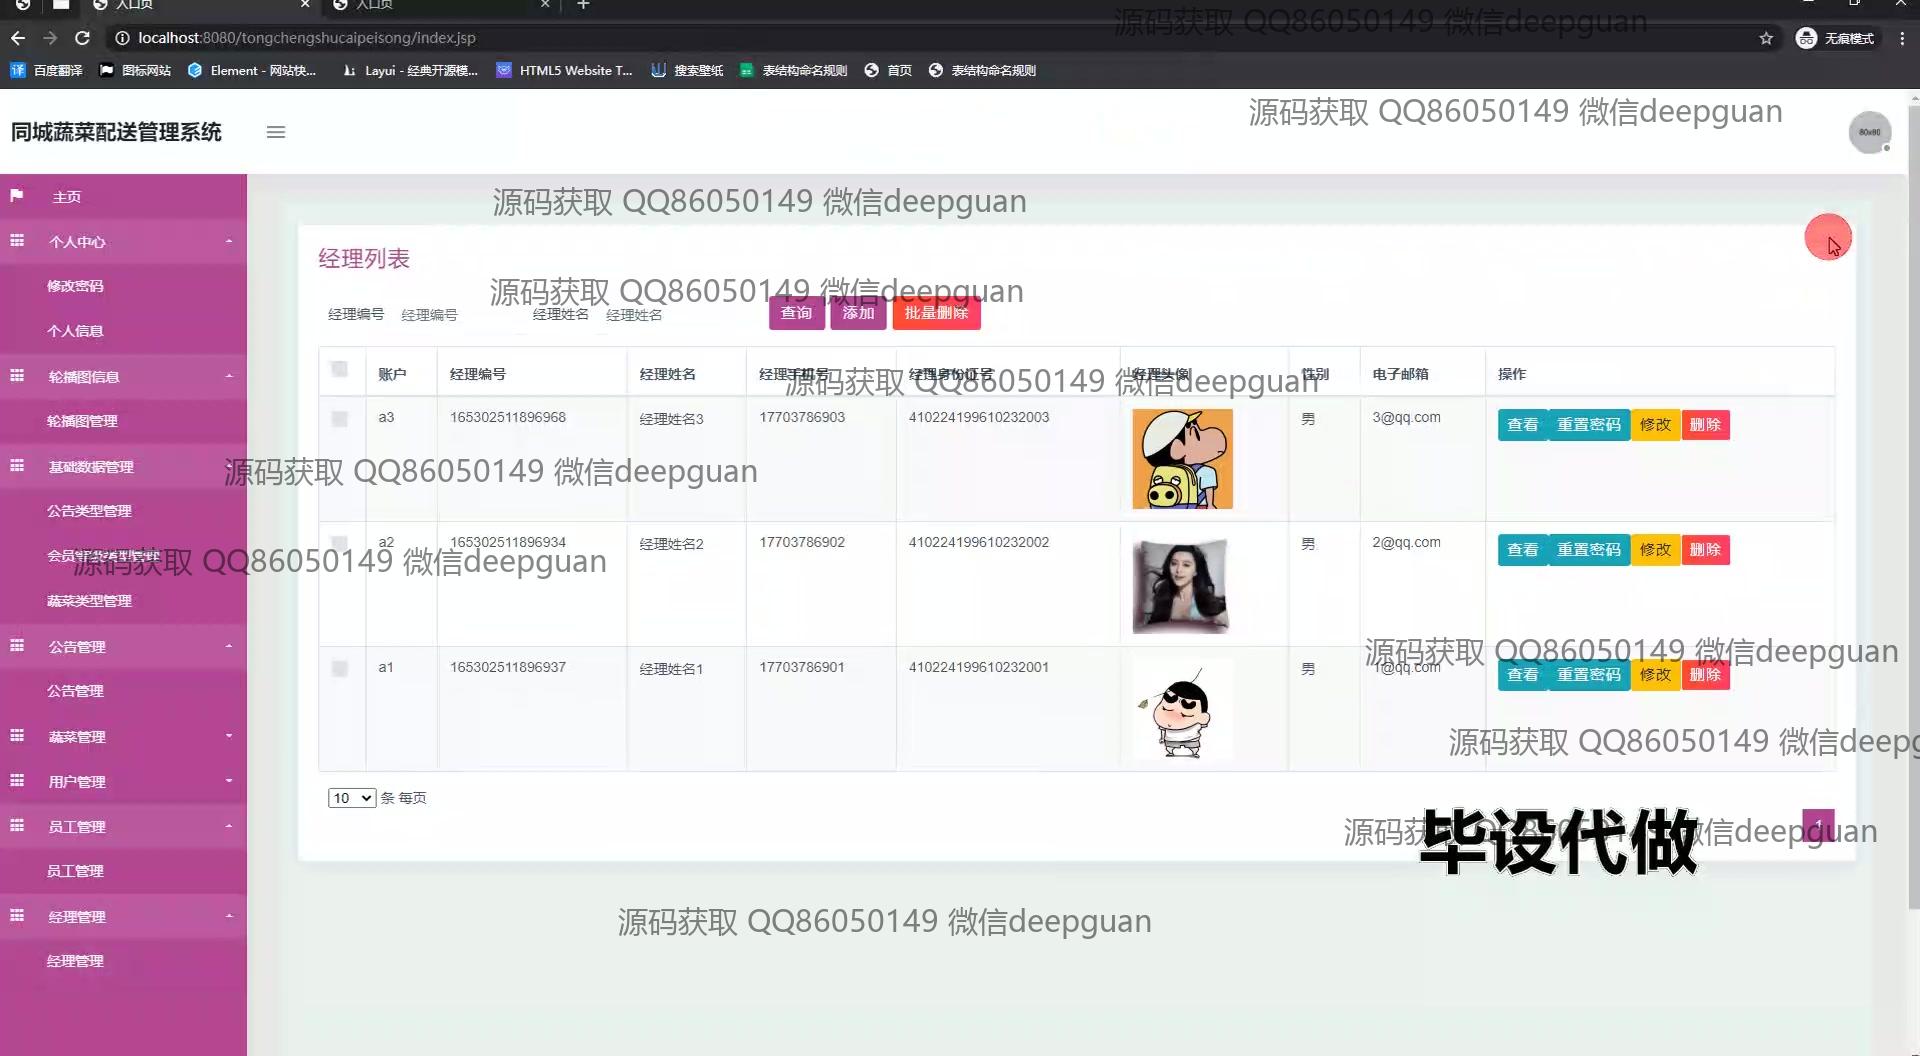 入口页
入口页
localhost:8080/tongchengshucaipeisong/index.jsp
无痕模式
百度翻译
图标网站
Element - 网站快...
Layui - 经典开源模...
HTML5 Website T...
搜索壁纸
表结构命名规则
首页
表结构命名规则
源码获取 QQ86050149 微信deepguan
源码获取 QQ86050149 微信deepguan
同城蔬菜配送管理系统
80x80
主页
个人中心
修改密码
个人信息
轮播图信息
轮播图管理
基础数据管理
公告类型管理
蔬菜类型管理
公告管理
公告管理
蔬菜管理
用户管理
员工管理
员工管理
经理管理
经理管理
源码获取 QQ86050149 微信deepguan
经理列表
源码获取 QQ86050149 微信deepguan
经理编号 经理编号 经理姓名 经理姓名 查询 添加 批量删除
账户 经理编号 经理姓名 经理手机号 经理身份证号 经理头像 性别 电子邮箱 操作
源码获取 QQ86050149 微信deepguan
a3 165302511896968 经理姓名3 17703786903 410224199610232003 男 3@qq.com 查看 重置密码 修改 删除
源码获取 QQ86050149 微信deepguan
a2 165302511896934 经理姓名2 17703786902 410224199610232002 男 2@qq.com 查看 重置密码 修改 删除
源码获取 QQ86050149 微信deepguan
源码获取 QQ86050149 微信deepguan
a1 165302511896937 经理姓名1 17703786901 410224199610232001 男 1@qq.com 查看 重置密码 修改 删除
源码获取 QQ86050149 微信deepg
10 条 每页
1
源码获取 QQ86050149 微信deepguan
毕设代做
源码获取 QQ86050149 微信deepguan